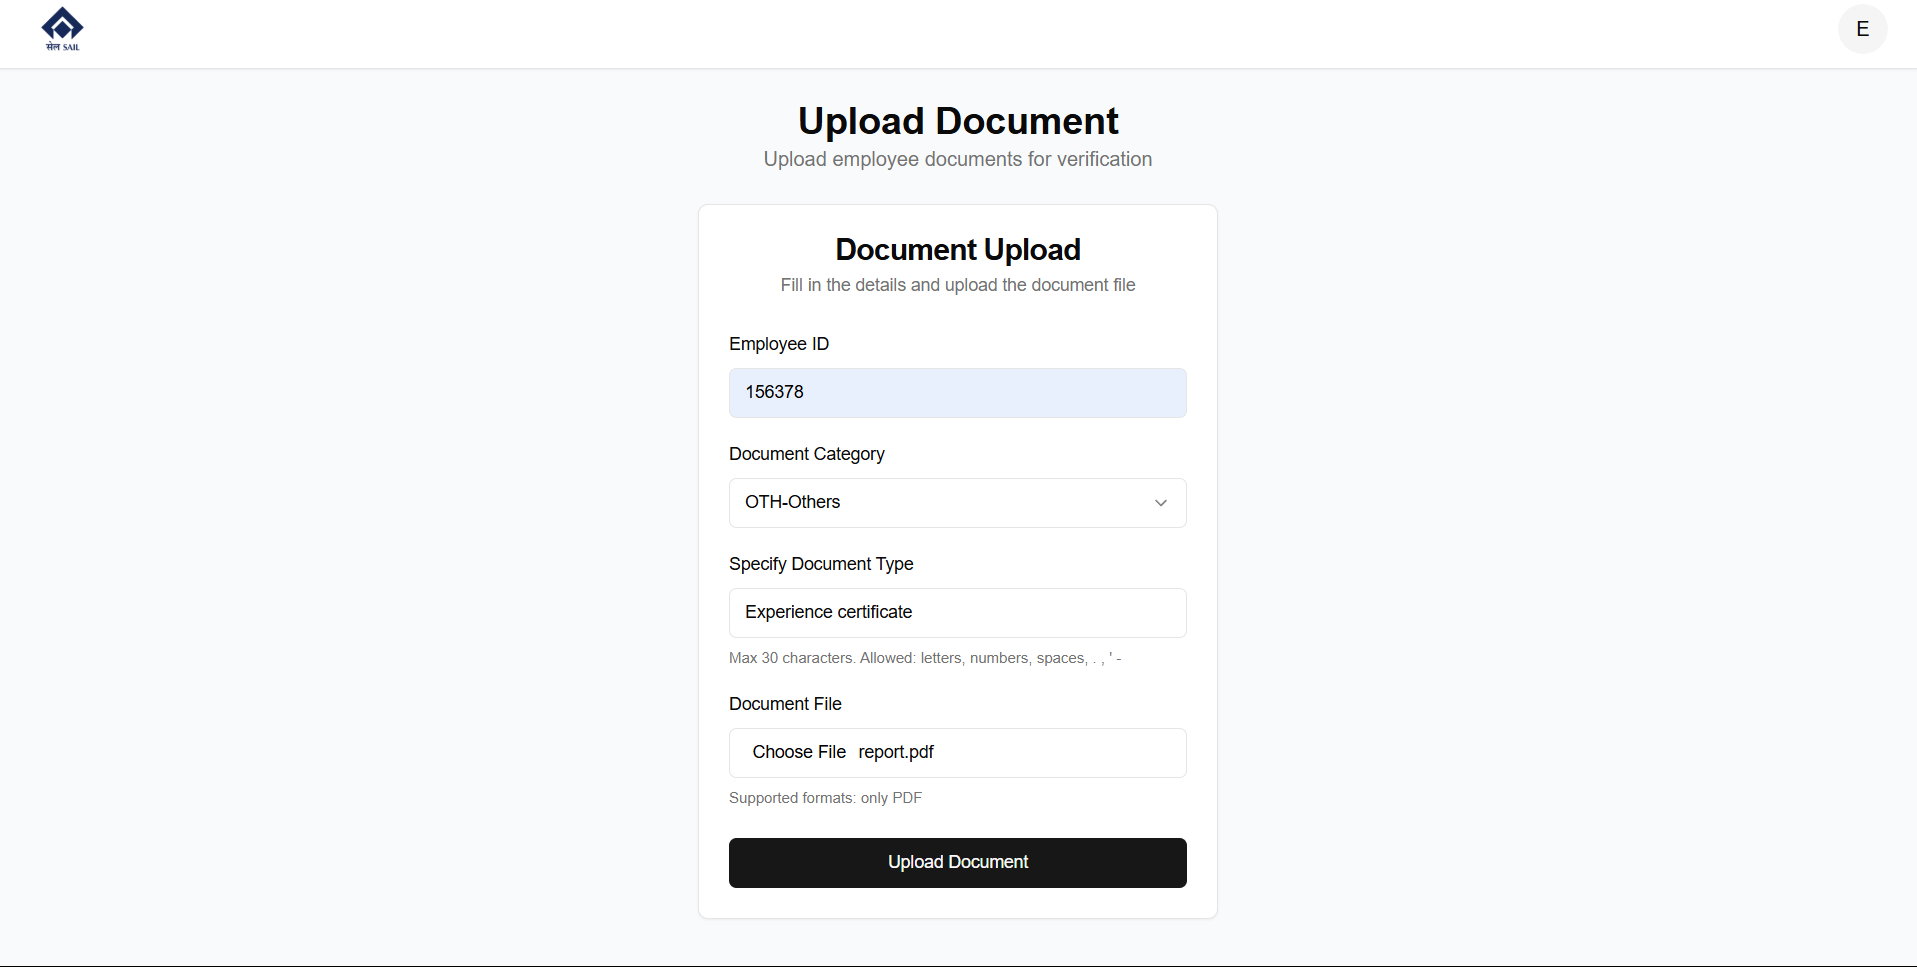 सेल SAIL
E
Upload Document
Upload employee documents for verification
Document Upload
Fill in the details and upload the document file
Employee ID
156378
Document Category
OTH-Others
Specify Document Type
Experience certificate
Max 30 characters. Allowed: letters, numbers, spaces, . , ' -
Document File
Choose File report.pdf
Supported formats: only PDF
Upload Document